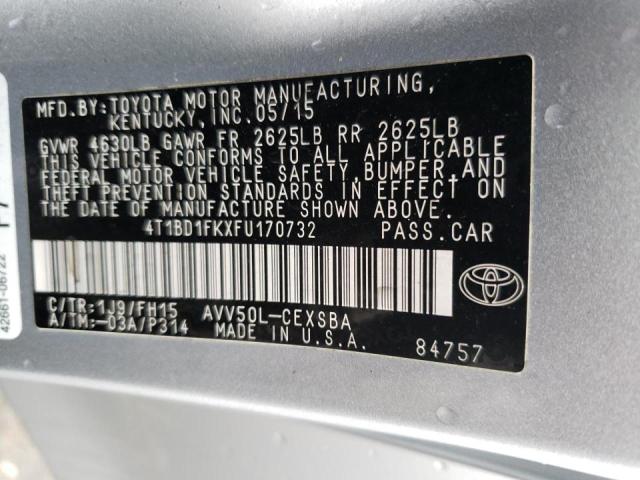 MFD.BY:TOYOTA MOTOR MANUFACTURING,
KENTUCKY, INC.05/15
GVWR 4630LB GAWR FR 2625LB RR 2625LB
THIS VEHICLE CONFORMS TO ALL APPLICABLE
FEDERAL MOTOR VEHICLE SAFETY, BUMPER, AND
THEFT PREVENTION STANDARDS IN EFFECT ON
THE DATE OF MANUFACTURE SHOWN ABOVE.
4T1BD1FKXFU170732 PASS.CAR
C/TR:1J9/FH15 AVV50L-CEXSBA
A/TM:-03A/P314 MADE IN U.S.A.
84757
42661-06722